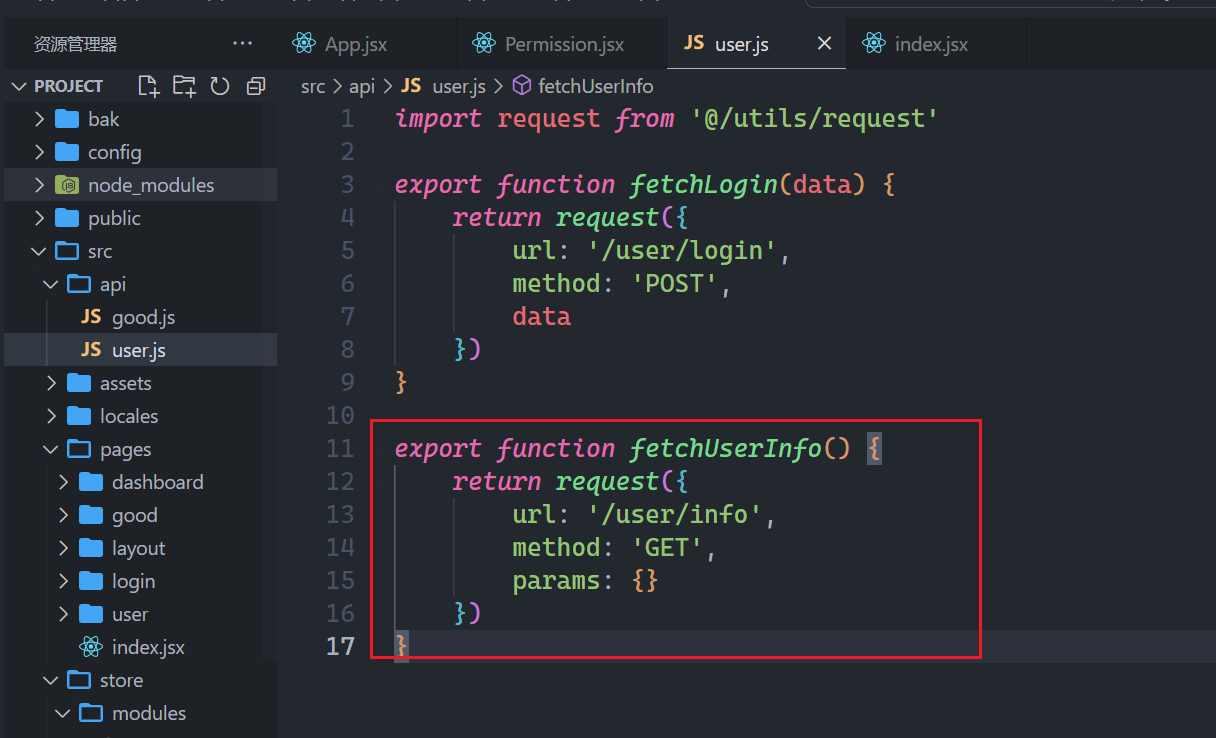 资源管理器 ···
App.jsx
Permission.jsx
JS user.js
index.jsx
PROJECT
bak
config
node_modules
public
src
api
JS good.js
JS user.js
assets
locales
pages
dashboard
good
layout
login
user
index.jsx
store
modules
src > api > JS user.js > fetchUserInfo
1 import request from '@/utils/request'
2
3 export function fetchLogin(data) {
4 return request({
5 url: '/user/login',
6 method: 'POST',
7 data
8 })
9 }
10
11 export function fetchUserInfo() {
12 return request({
13 url: '/user/info',
14 method: 'GET',
15 params: {}
16 })
17 }